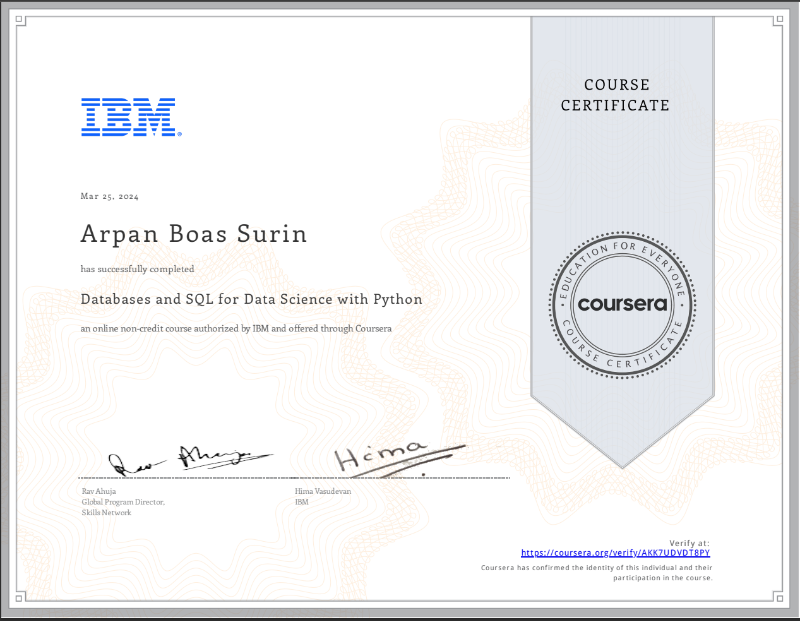 COURSE
CERTIFICATE
IBM®
Mar 25, 2024
Arpan Boas Surin
has successfully completed
Databases and SQL for Data Science with Python
an online non-credit course authorized by IBM and offered through Coursera
EDUCATION FOR EVERYONE
coursera
COURSE CERTIFICATE
Rav Ahuja
Hima
Rav Ahuja
Global Program Director,
Skills Network
Hima Vasudevan
IBM
Verify at:
https://coursera.org/verify/AKK7UDVDT8PY
Coursera has confirmed the identity of this individual and their
participation in the course.